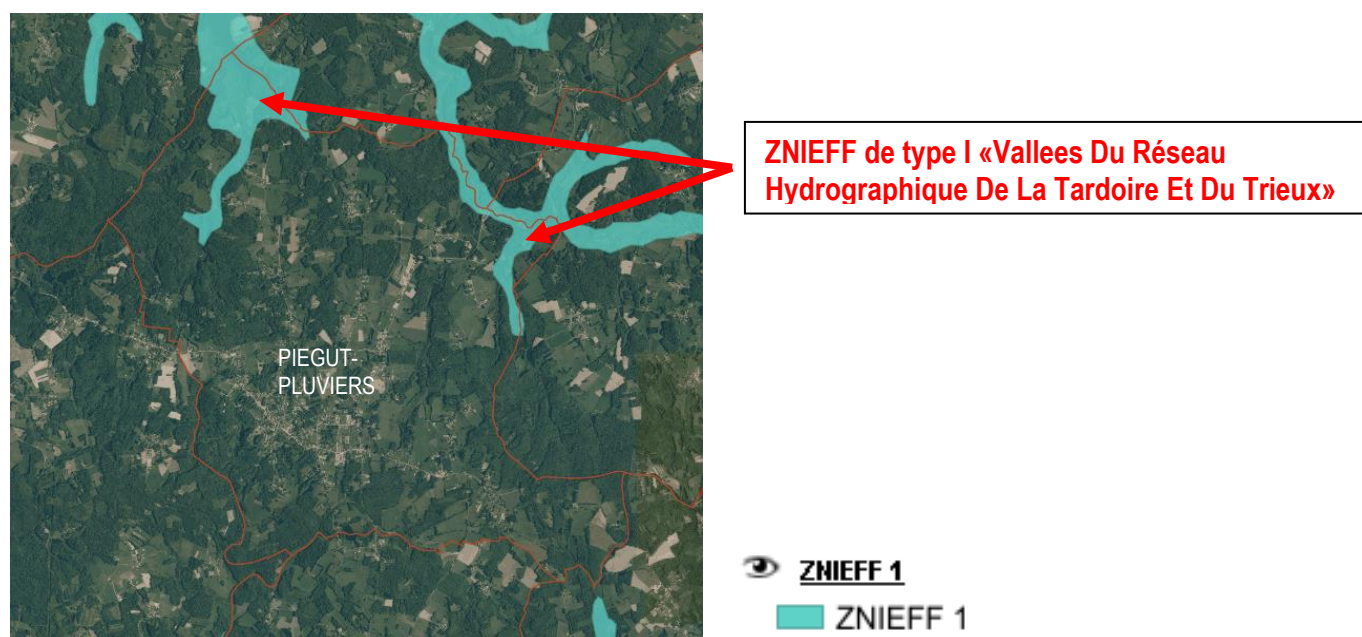 ZNIEFF de type I «Vallees Du Réseau
Hydrographique De La Tardoire Et Du Trieux»
PIEGUT-
PLUVIERS
ZNIEFF 1
ZNIEFF 1